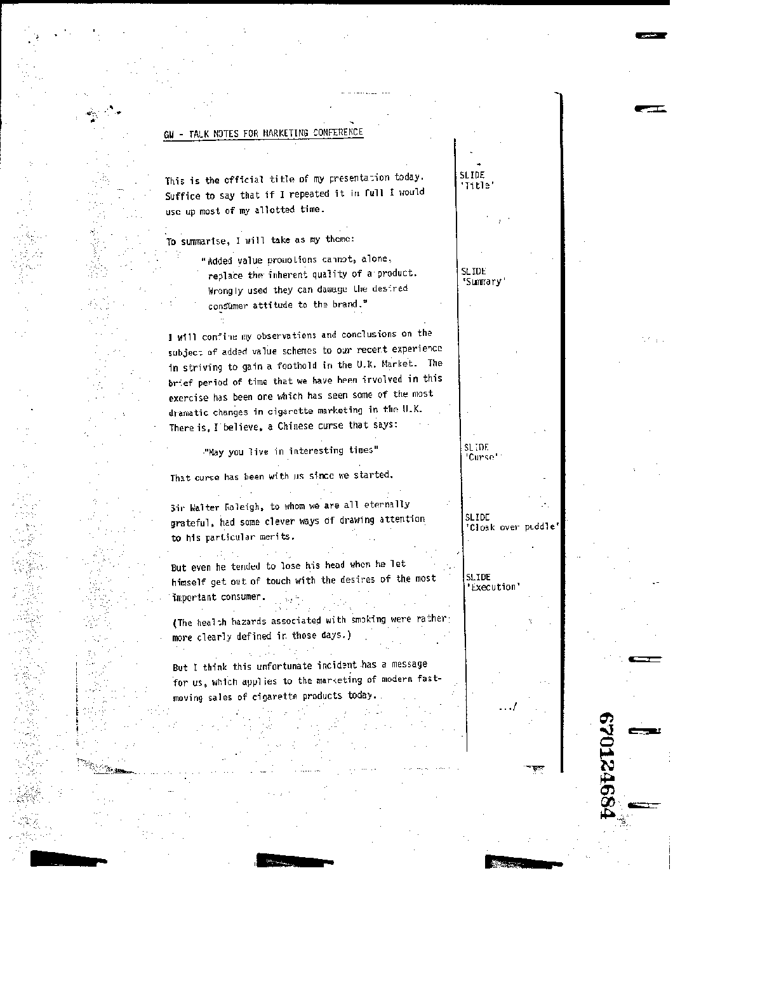 GW - TALK NOTES FOR MARKETING CONFERENCE
This is the official title of my presentation today.
Suffice to say that if I repeated it in full I would
use up most of my allotted time.
SLIDE
'Title'
To summarise, I will take as my theme:
"Added value promotions cannot, alone,
replace the inherent quality of a product.
Wrongly used they can damage the desired
consumer attitude to the brand."
SLIDE
'Summary'
I will confine my observations and conclusions on the
subject of added value schemes to our recent experience
in striving to gain a foothold in the U.K. Market. The
brief period of time that we have been involved in this
exercise has been one which has seen some of the most
dramatic changes in cigarette marketing in the U.K.
There is, I believe, a Chinese curse that says:
"May you live in interesting times"
SLIDE
'Curse'
That curse has been with us since we started.
Sir Walter Raleigh, to whom we are all eternally
grateful, had some clever ways of drawing attention
to his particular merits.
SLIDE
'Cloak over puddle'
But even he tended to lose his head when he let
himself get out of touch with the desires of the most
important consumer.
SLIDE
'Execution'
(The health hazards associated with smoking were rather
more clearly defined in those days.)
But I think this unfortunate incident has a message
for us, which applies to the marketing of modern fast-
moving sales of cigarette products today.
.../
670124684